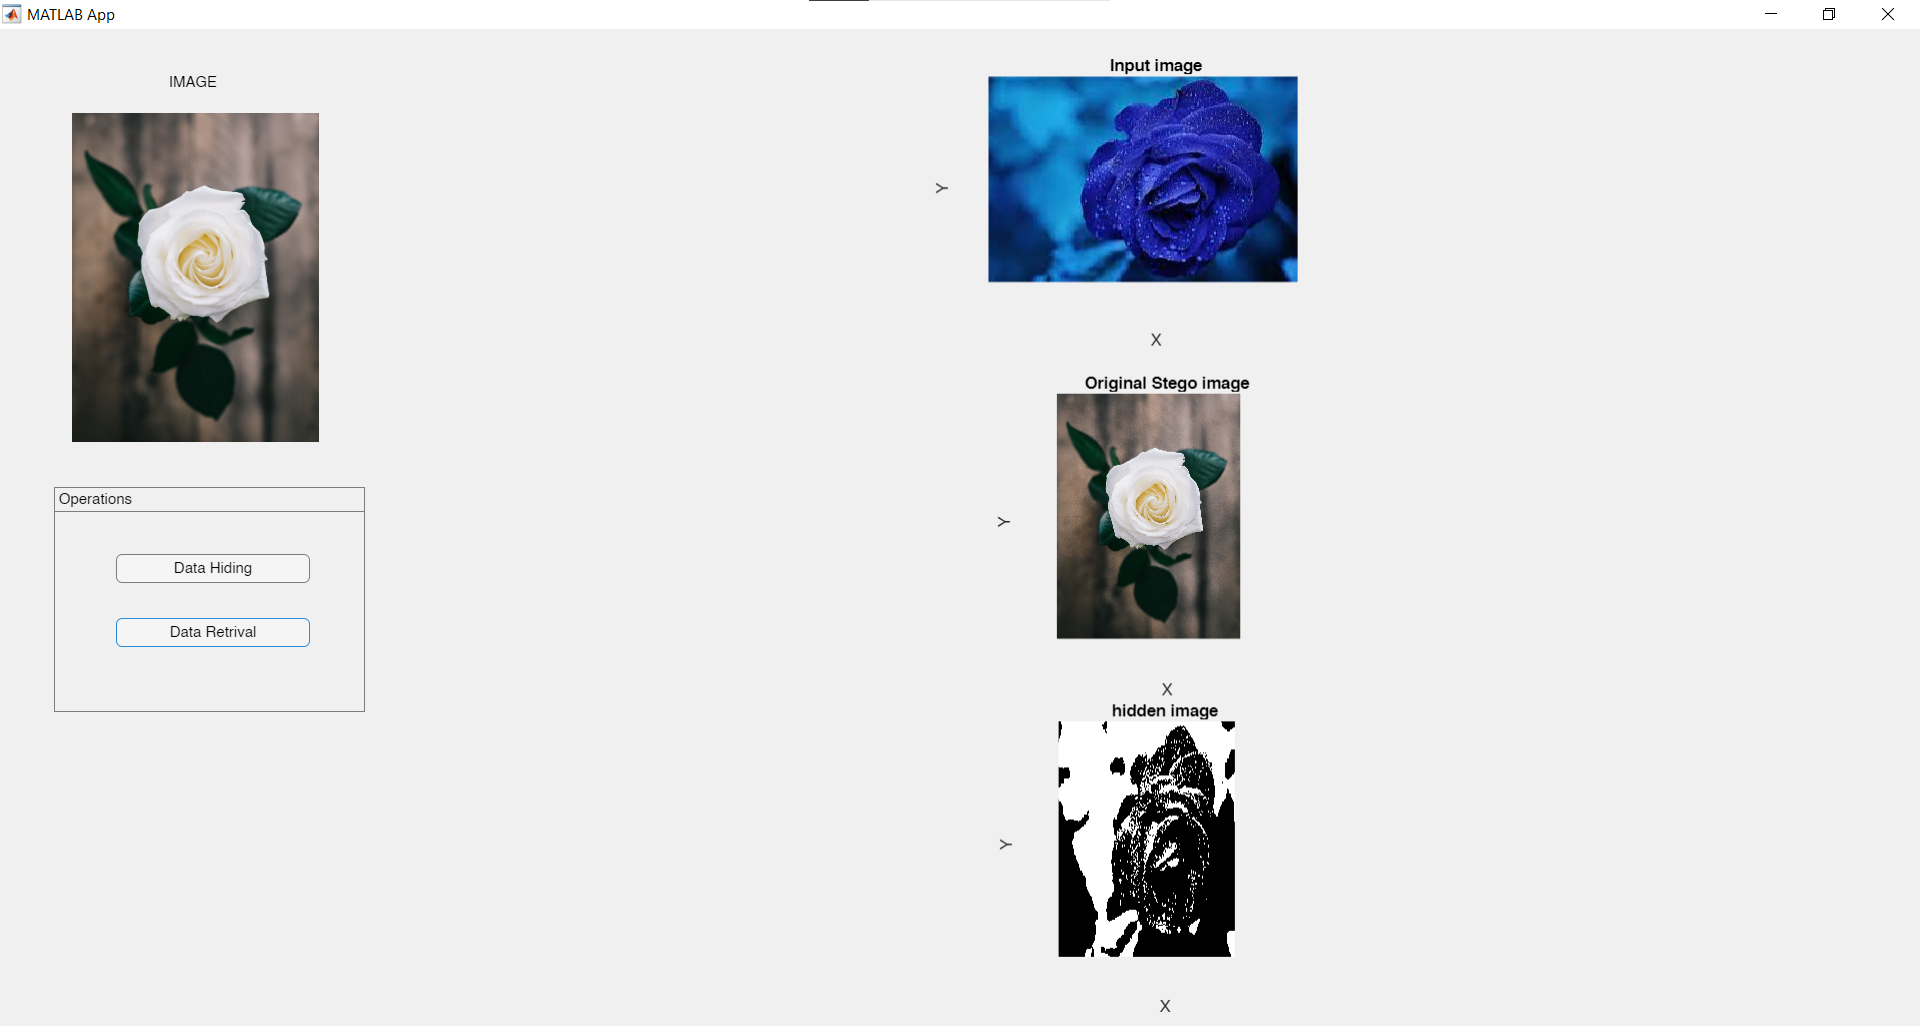 MATLAB App
IMAGE
Operations
Data Hiding
Data Retrival
Input image
Y
X
Original Stego image
Y
X
hidden image
Y
X